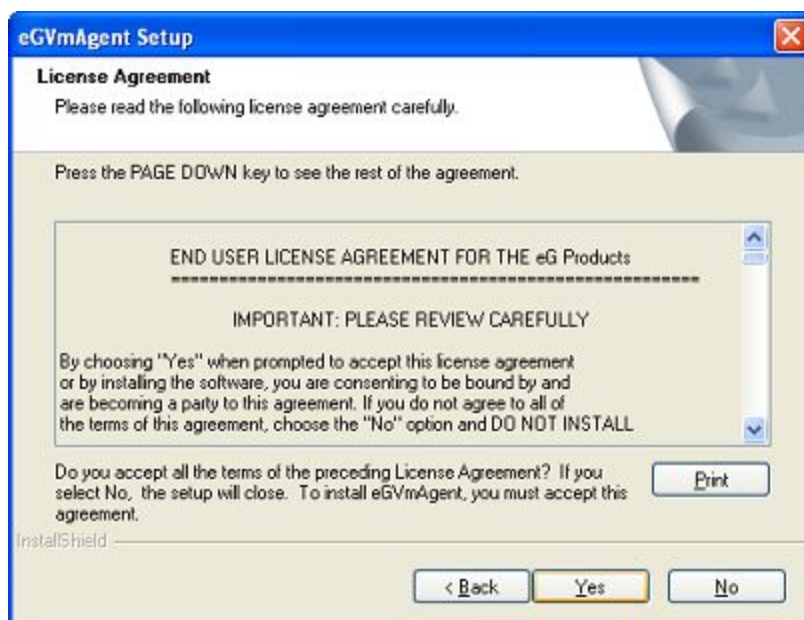 eGVmAgent Setup
License Agreement
Please read the following license agreement carefully.
Press the PAGE DOWN key to see the rest of the agreement.
END USER LICENSE AGREEMENT FOR THE eG Products
==========================================================
IMPORTANT: PLEASE REVIEW CAREFULLY
By choosing "Yes" when prompted to accept this license agreement
or by installing the software, you are consenting to be bound by and
are becoming a party to this agreement. If you do not agree to all of
the terms of this agreement, choose the "No" option and DO NOT INSTALL
Do you accept all the terms of the preceding License Agreement? If you
select No, the setup will close. To install eGVmAgent, you must accept this
agreement.
Print
InstallShield
< Back
Yes
No